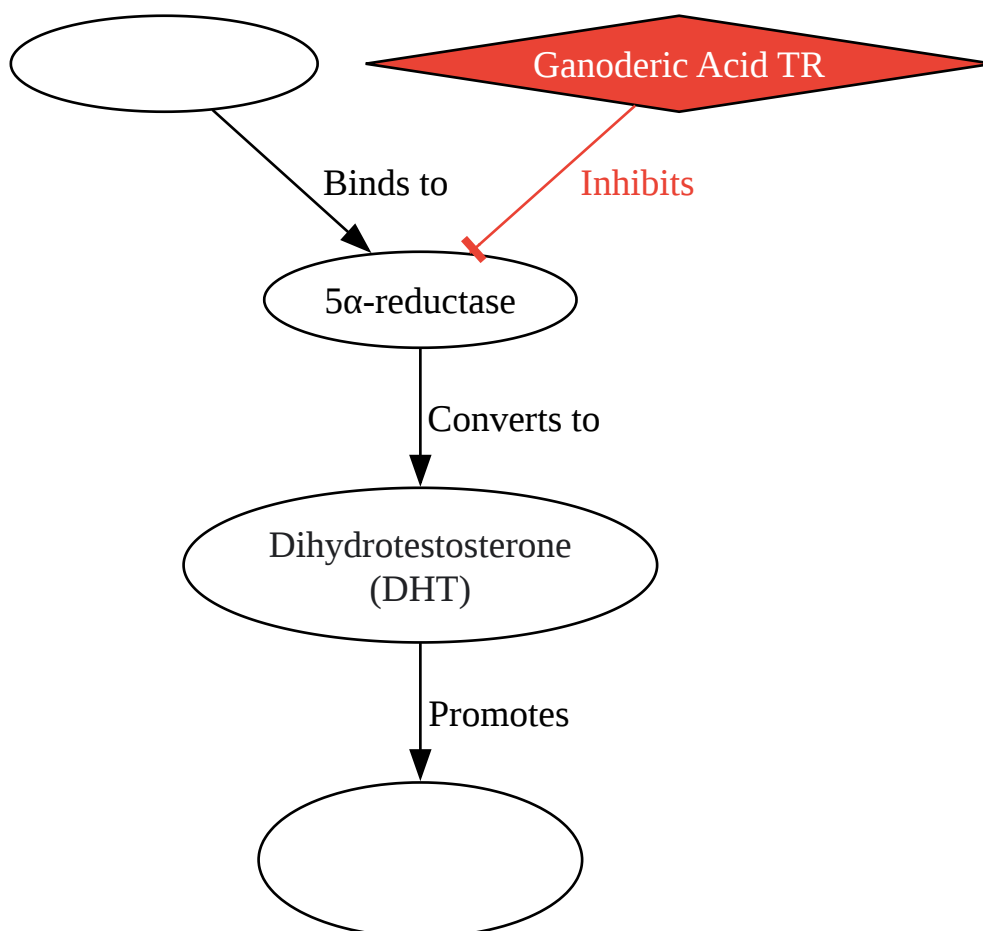 Ganoderic Acid TR
Binds to
Inhibits
5α-reductase
Converts to
Dihydrotestosterone
(DHT)
Promotes